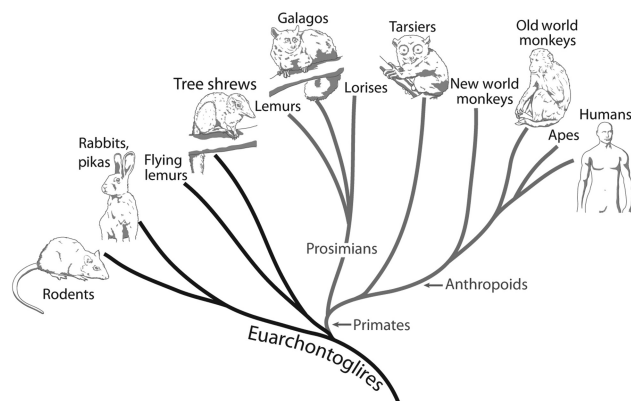 Galagos
Tarsiers
Old world
monkeys
Tree shrews
Lemurs
Lorises
New world
monkeys
Humans
Rabbits,
pikas
Flying
lemurs
Apes
Prosimians
Rodents
Anthropoids
Primates
Euarchontoglires